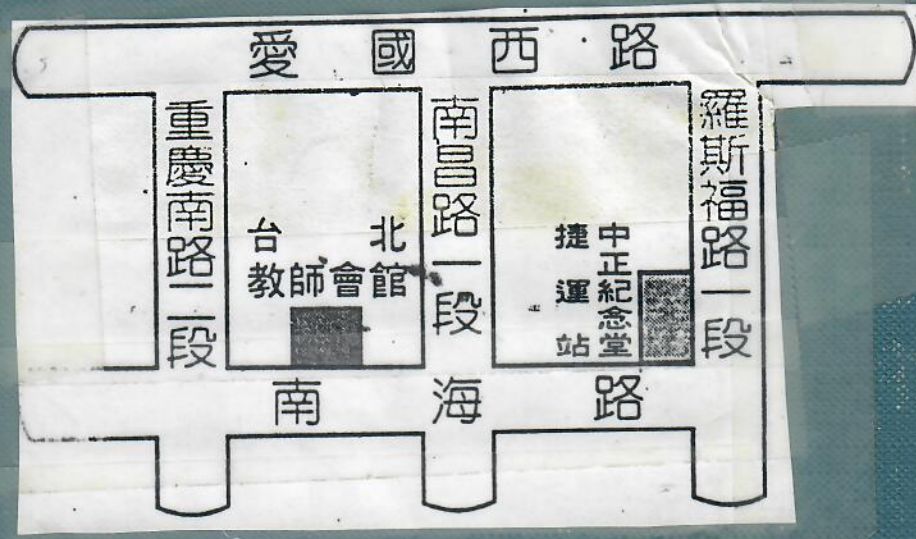 愛國西路
重慶南路二段
南昌路一段
羅斯福路一段
台北
教師會館
中正紀念堂
捷運站
南海路